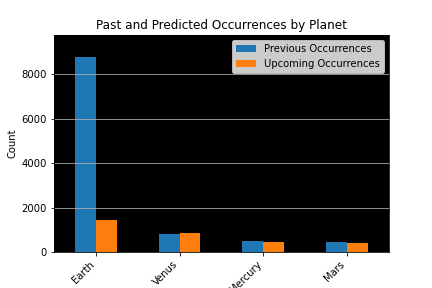 Past and Predicted Occurrences by Planet
Previous Occurrences
Upcoming Occurrences
8000
6000
4000
2000
0
Count
Earth
Venus
Mercury
Mars